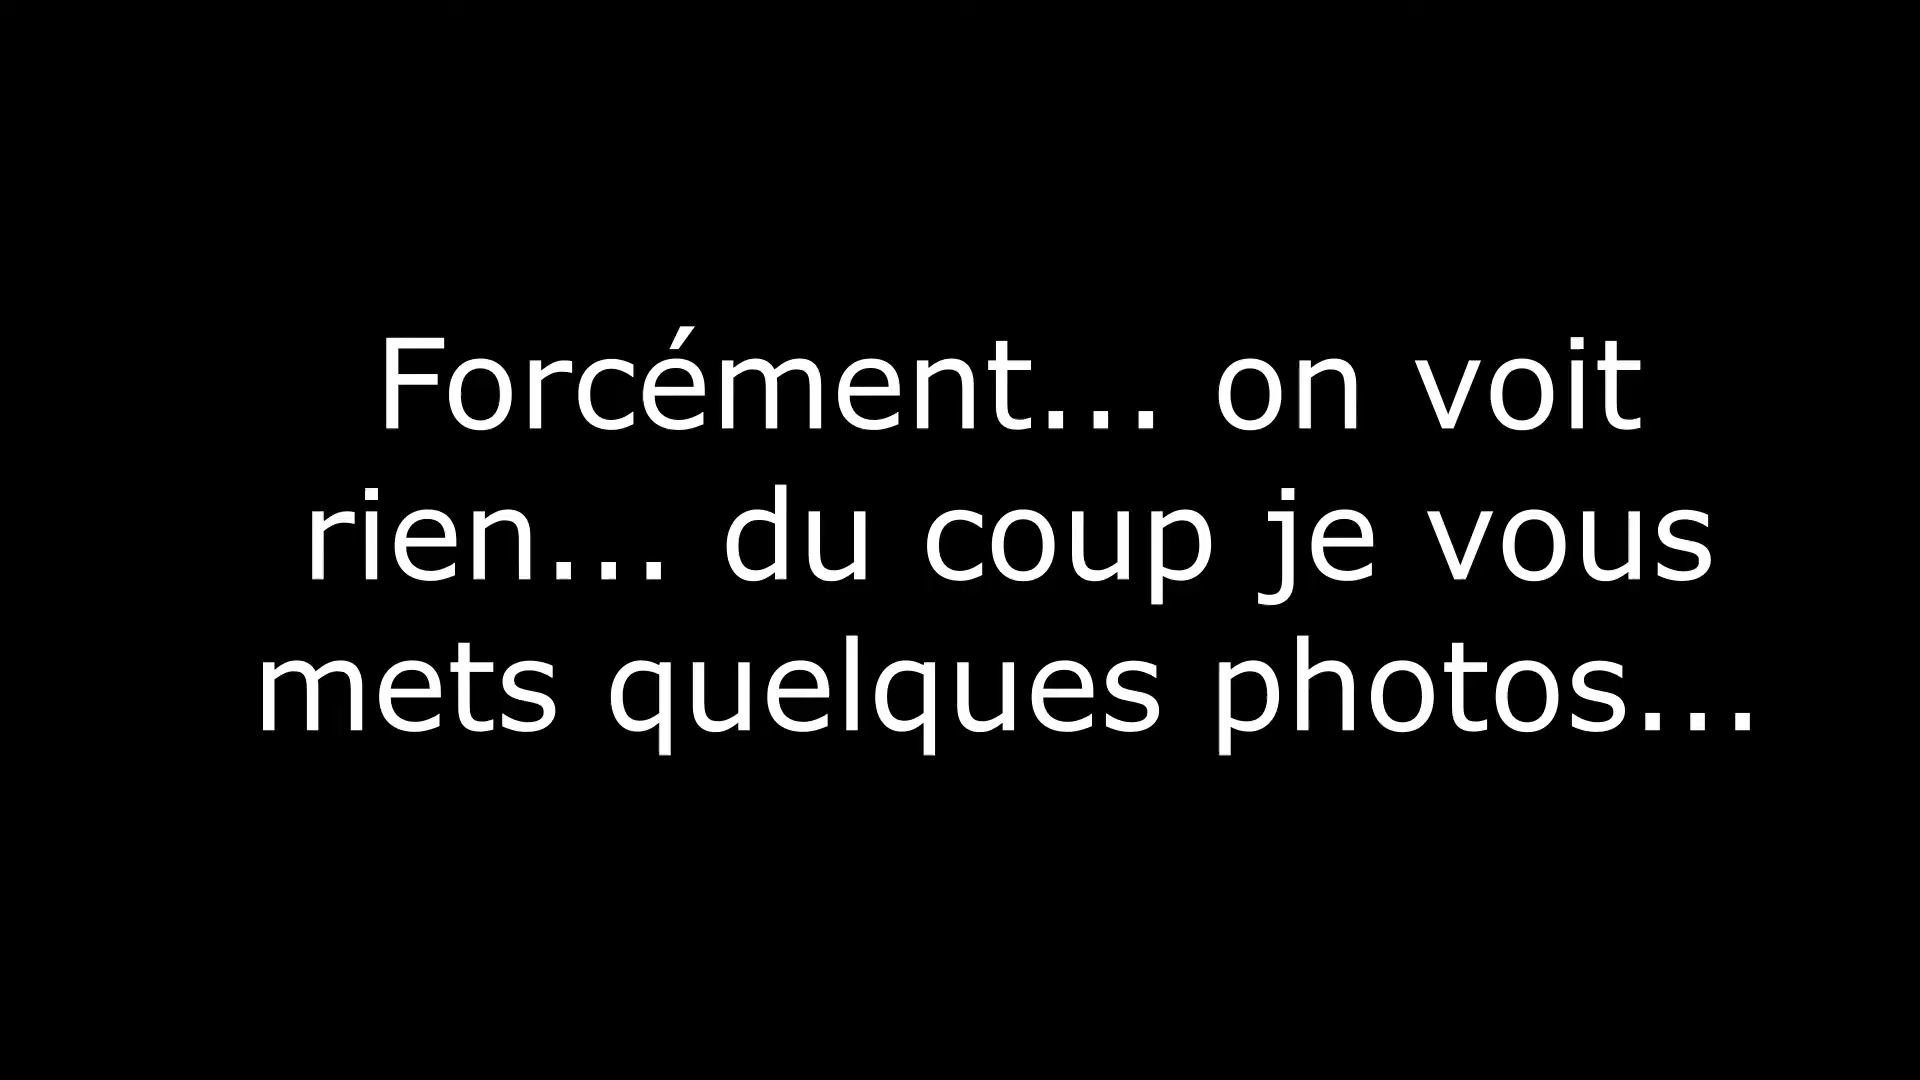 Forcément... on voit
rien... du coup je vous
mets quelques photos...